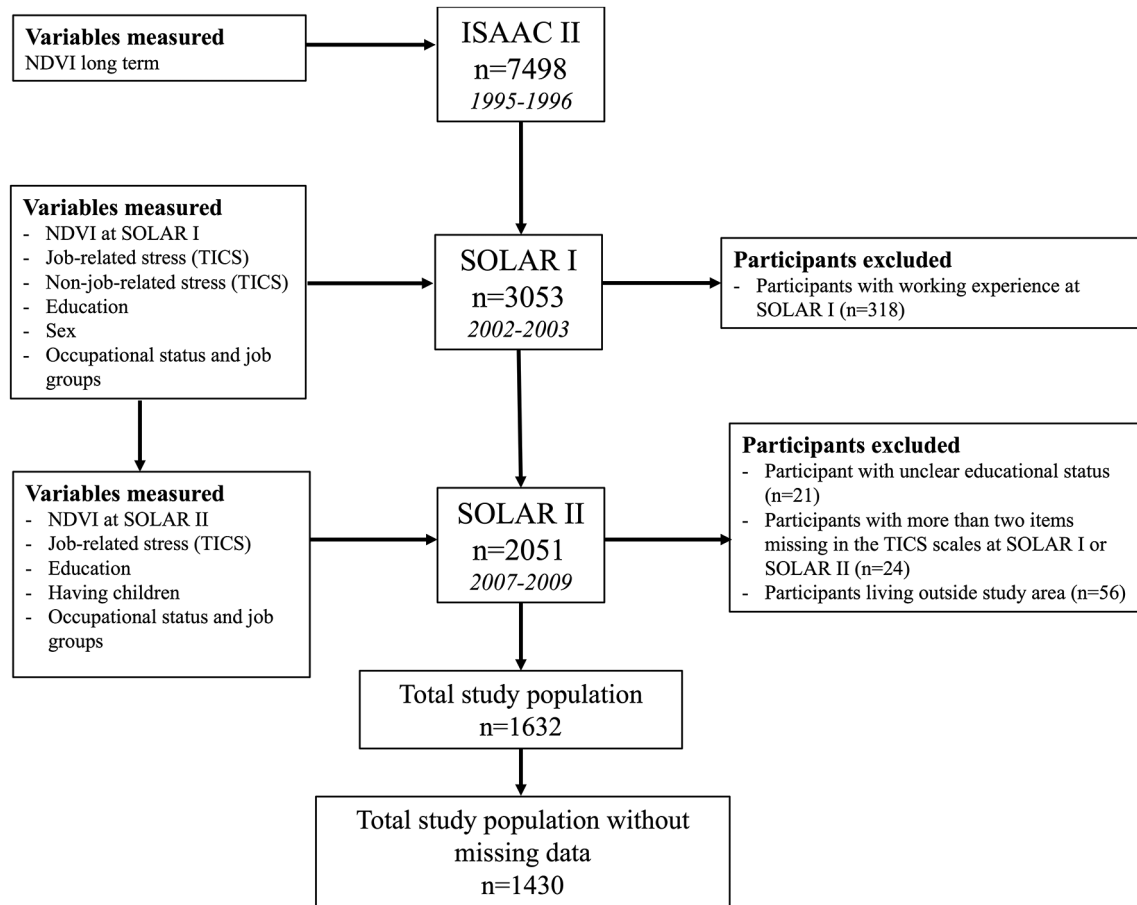 Variables measured
NDVI long term
ISAAC II
n=7498
1995-1996
Variables measured
- NDVI at SOLAR I
- Job-related stress (TICS)
- Non-job-related stress (TICS)
- Education
- Sex
- Occupational status and job
groups
SOLAR I
n=3053
2002-2003
Participants excluded
- Participants with working experience at
SOLAR I (n=318)
Variables measured
- NDVI at SOLAR II
- Job-related stress (TICS)
- Education
- Having children
- Occupational status and job
groups
SOLAR II
n=2051
2007-2009
Participants excluded
- Participant with unclear educational status
(n=21)
- Participants with more than two items
missing in the TICS scales at SOLAR I or
SOLAR II (n=24)
- Participants living outside study area (n=56)
Total study population
n=1632
Total study population without
missing data
n=1430